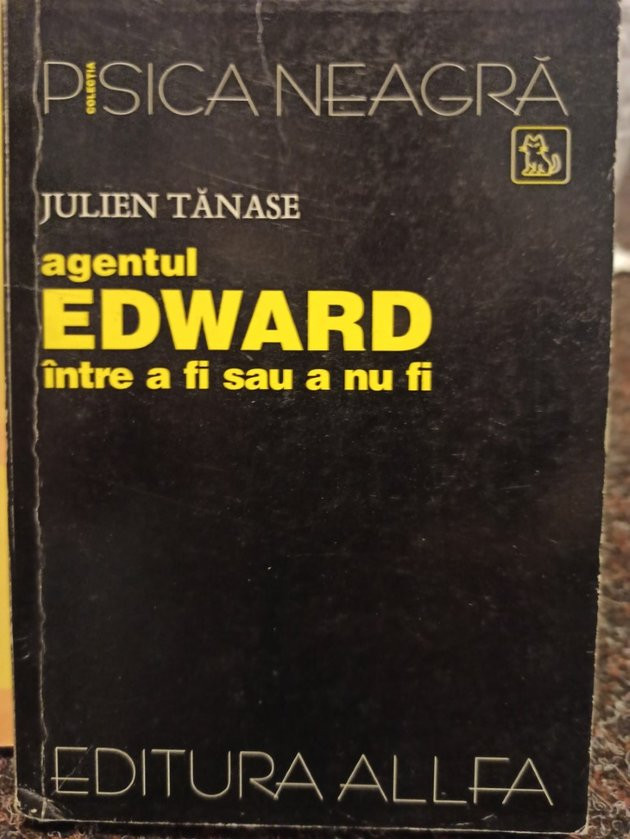 COLECȚIA
PISICA NEAGRĂ
JULIEN TĂNASE
agentul
EDWARD
între a fi sau a nu fi
EDITURA ALLFA